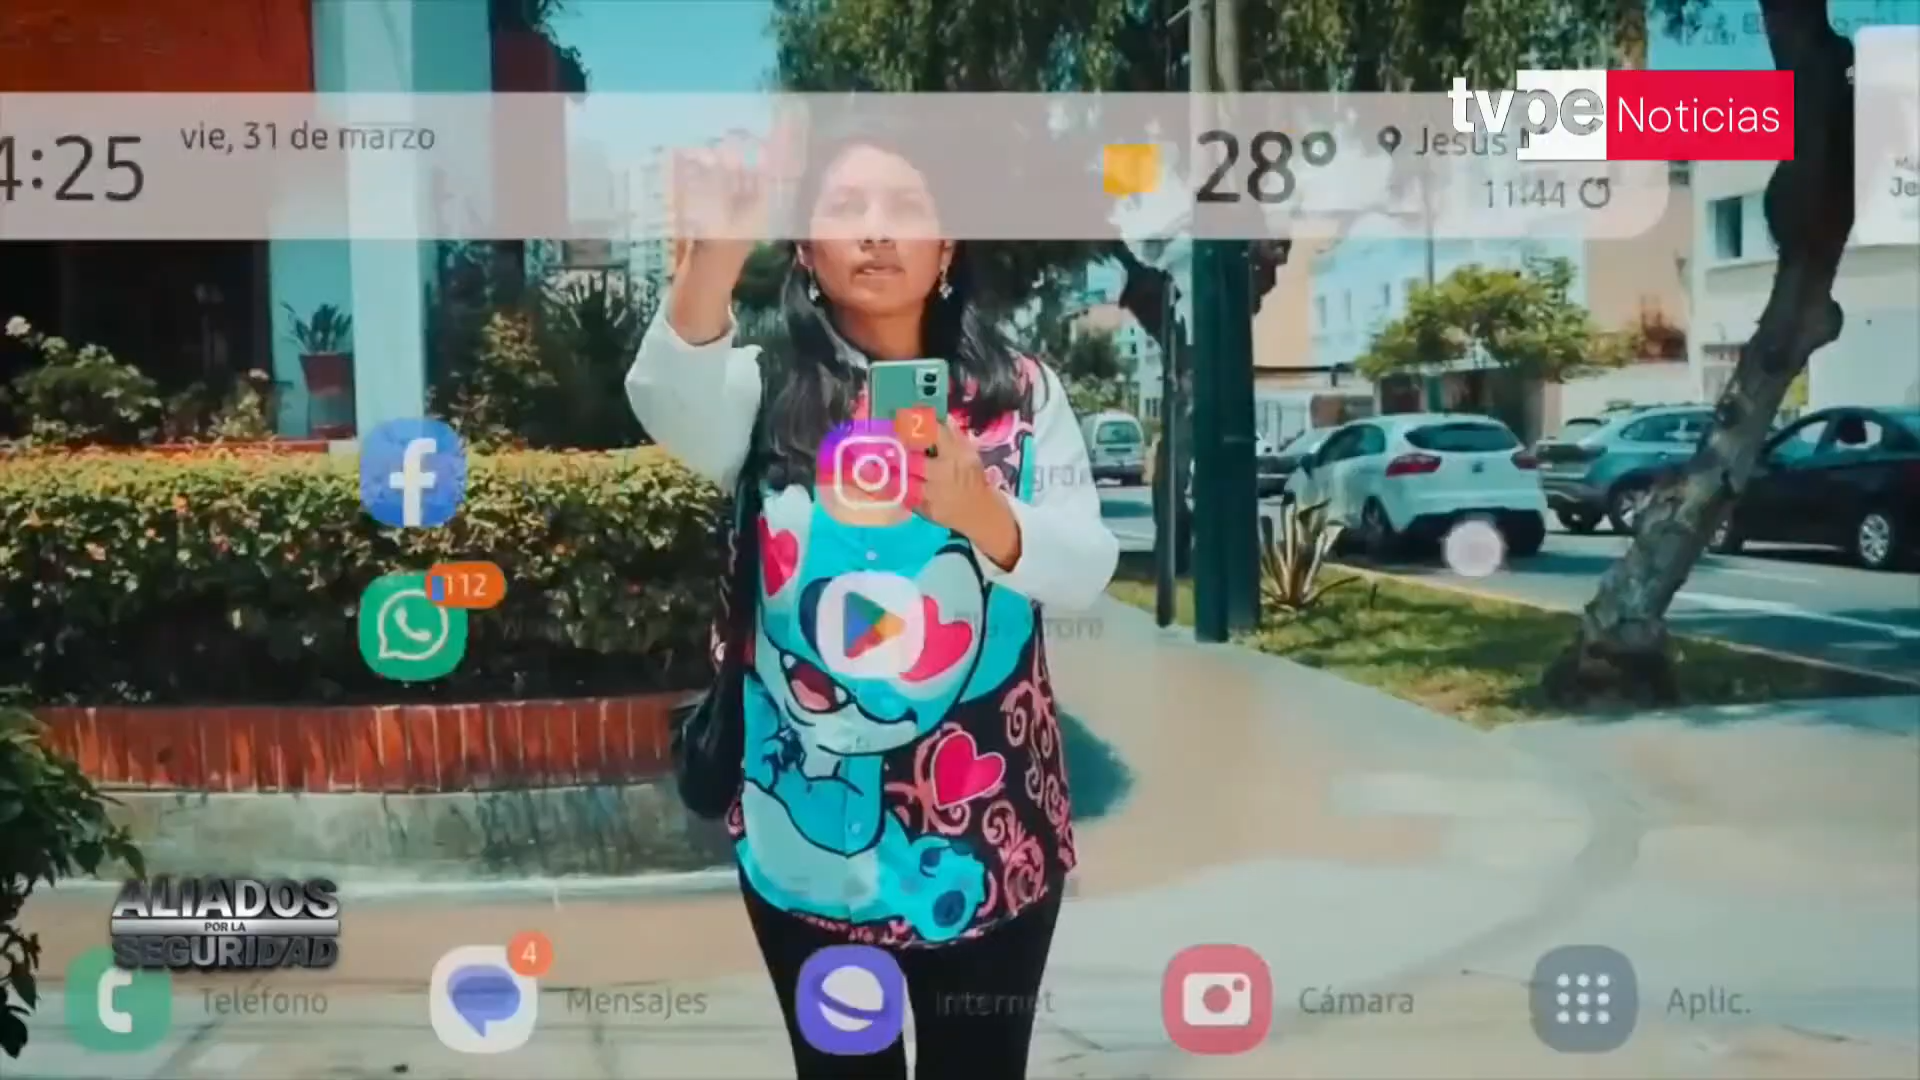 tvpe Noticias
4:25
vie, 31 de marzo
28°
Jesús M
11:44
2
112
ALIADOS
POR LA
SEGURIDAD
4
Teléfono
Mensajes
Internet
Cámara
Aplic.